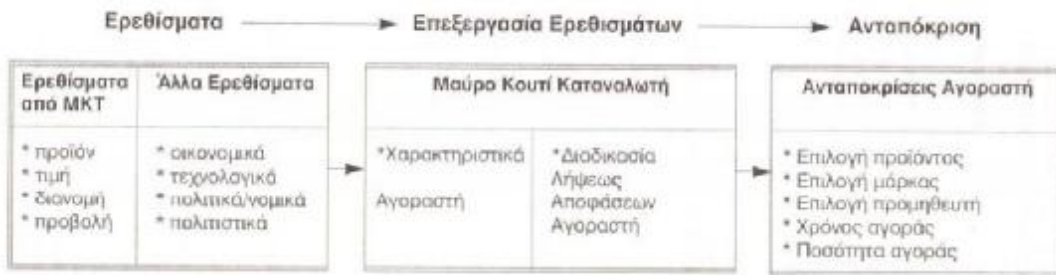 Ερεθίσματα Επεξεργασία Ερεθισμάτων Ανταπόκριση
Ερεθίσματα από ΜΚΤ
* προϊόν
* τιμή
* διανομή
* προβολή
Άλλα Ερεθίσματα
* οικονομικά
* τεχνολογικά
* πολιτικά/νομικά
* πολιτιστικά
Μαύρο Κουτί Καταναλωτή
*Χαρακτηριστικά
Αγοραστή
*Διαδικασία
Λήψεως
Αποφάσεων
Αγοραστή
Ανταποκρίσεις Αγοραστή
* Επιλογή προϊόντος
* Επιλογή μάρκας
* Επιλογή προμηθευτή
* Χρόνος αγοράς
* Ποσότητα αγοράς